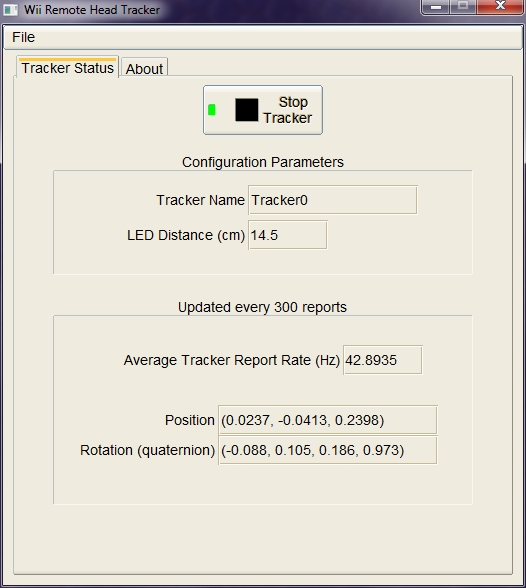 Wii Remote Head Tracker
File
Tracker Status About
Stop
Tracker
Configuration Parameters
Tracker Name Tracker0
LED Distance (cm) 14.5
Updated every 300 reports
Average Tracker Report Rate (Hz) 42.8935
Position (0.0237, -0.0413, 0.2398)
Rotation (quaternion) (-0.088, 0.105, 0.186, 0.973)